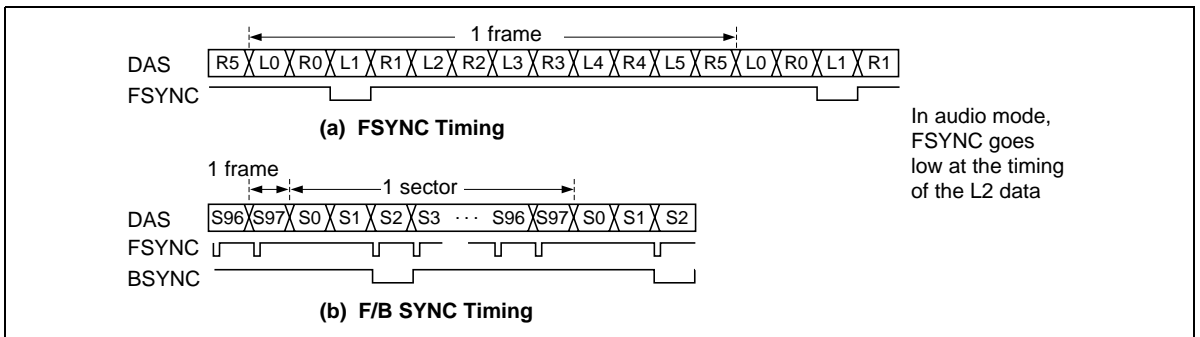 1 frame
DAS R5 L0 R0 L1 R1 L2 R2 L3 R3 L4 R4 L5 R5 L0 R0 L1 R1
FSYNC
(a) FSYNC Timing
In audio mode,
FSYNC goes
low at the timing
of the L2 data
1 frame
1 sector
DAS S96 S97 S0 S1 S2 S3 ··· S96 S97 S0 S1 S2
FSYNC
BSYNC
(b) F/B SYNC Timing